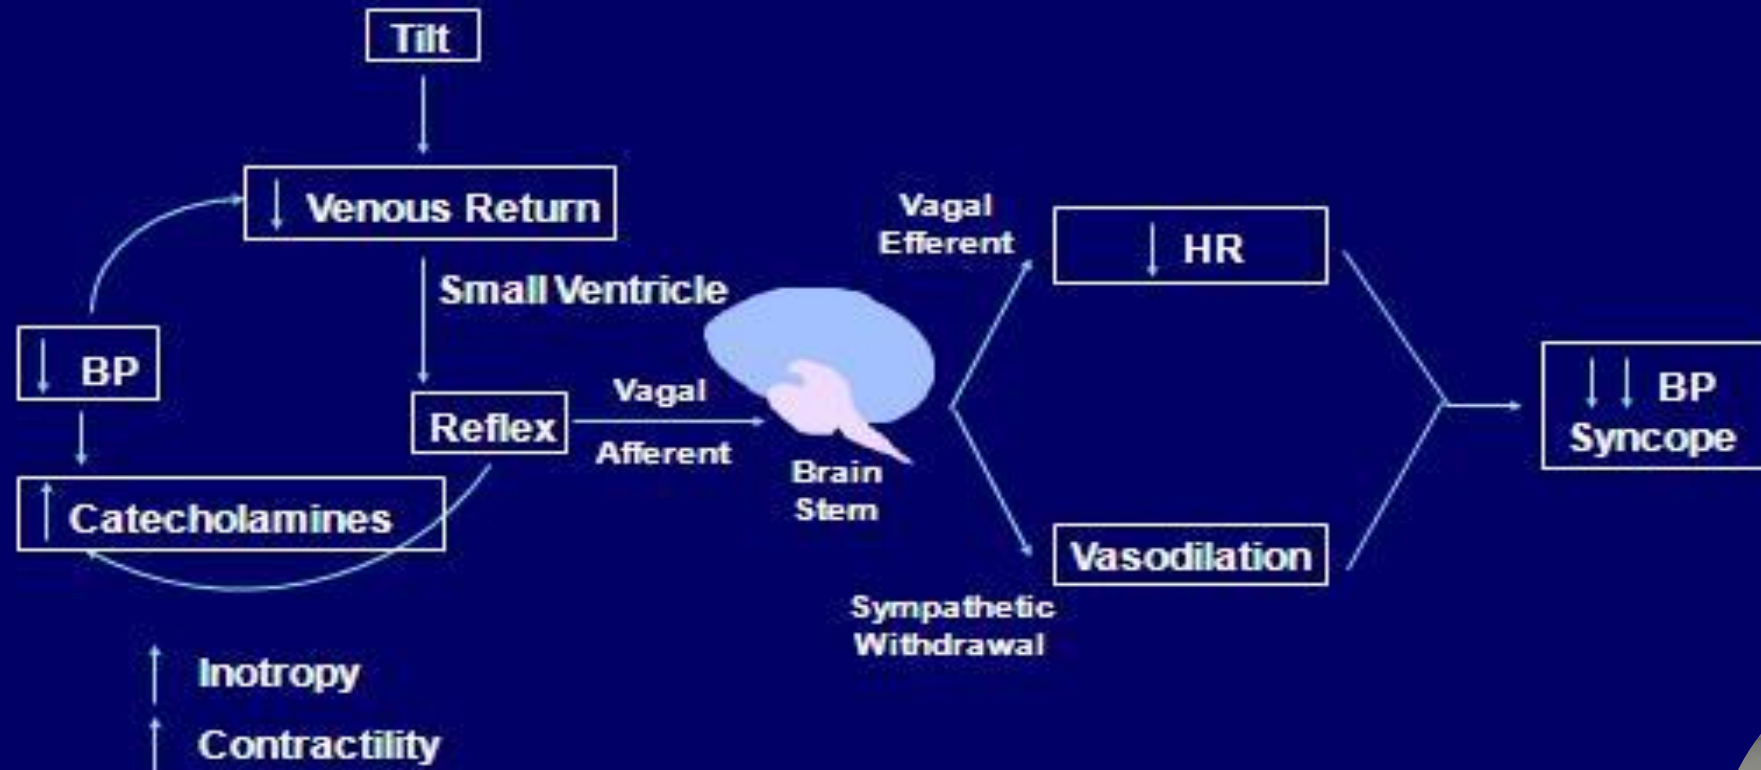 Tilt
↓ Venous Return
Small Ventricle
↓ BP
Reflex
Vagal
Afferent
↑ Catecholamines
↑ Inotropy
↑ Contractility
Brain
Stem
Vagal
Efferent
↓ HR
Vasodilation
Sympathetic
Withdrawal
↓↓ BP
Syncope